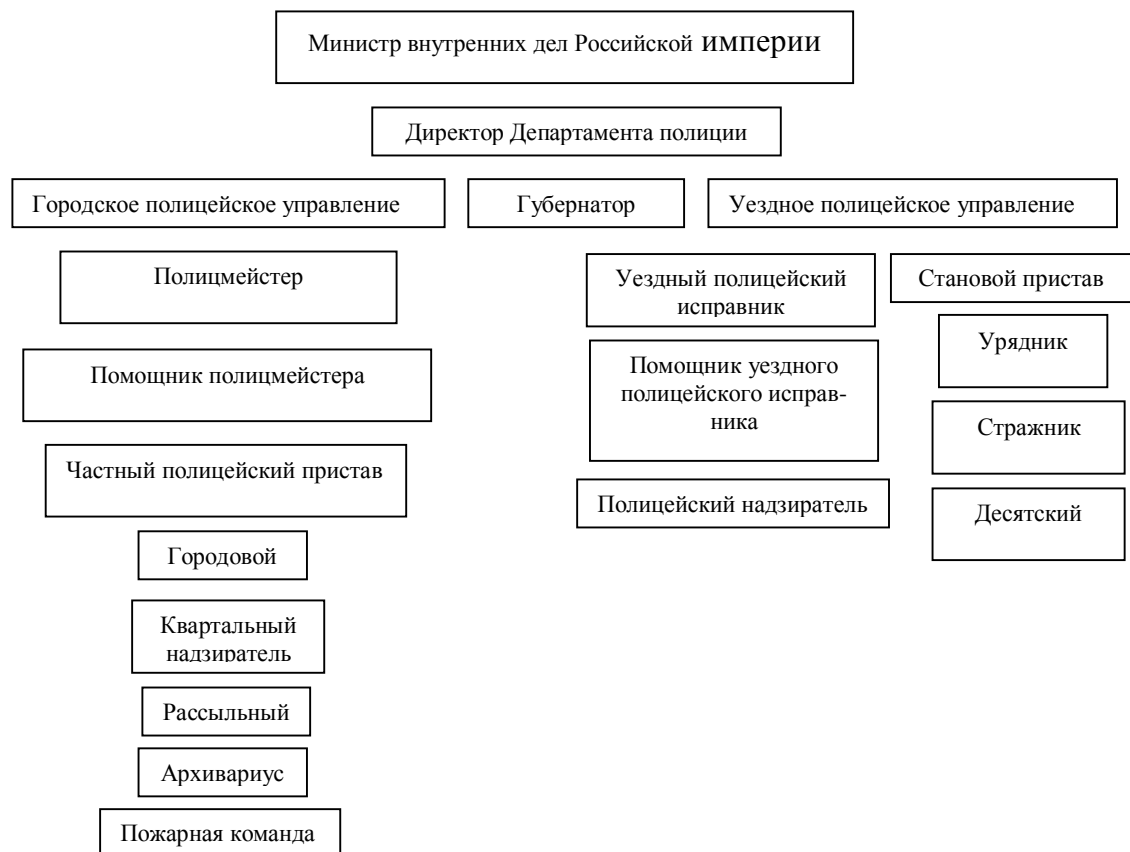 Министр внутренних дел Российской империи
Директор Департамента полиции
Городское полицейское управление
Губернатор
Уездное полицейское управление
Полицмейстер
Уездный полицейский
исправник
Становой пристав
Урядник
Помощник полицмейстера
Помощник уездного
полицейского исправ-
ника
Стражник
Частный полицейский пристав
Полицейский надзиратель
Десятский
Городовой
Квартальный
надзиратель
Рассыльный
Архивариус
Пожарная команда